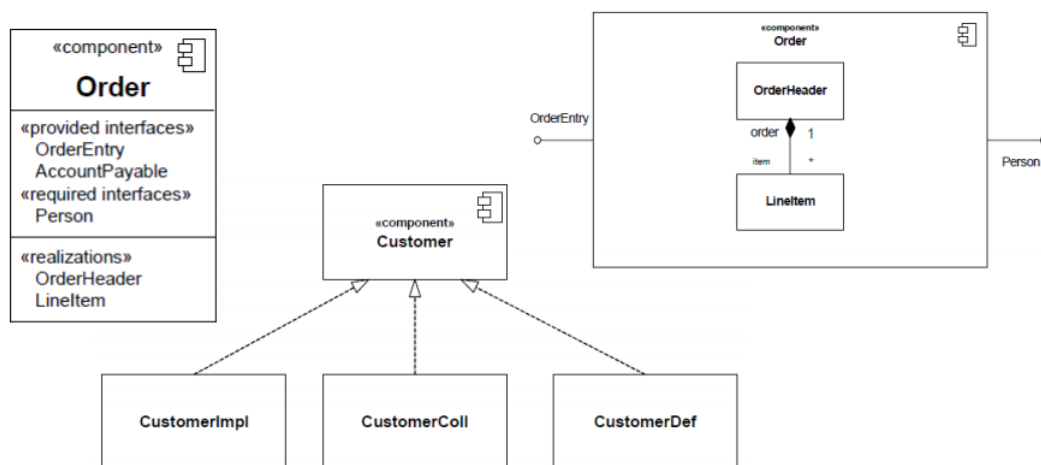 «component»
Order
«provided interfaces»
OrderEntry
AccountPayable
«required interfaces»
Person
«realizations»
OrderHeader
LineItem
«component»
Customer
CustomerImpl
CustomerColl
CustomerDef
«component»
Order
OrderHeader
OrderEntry
order 1
item *
Person
LineItem